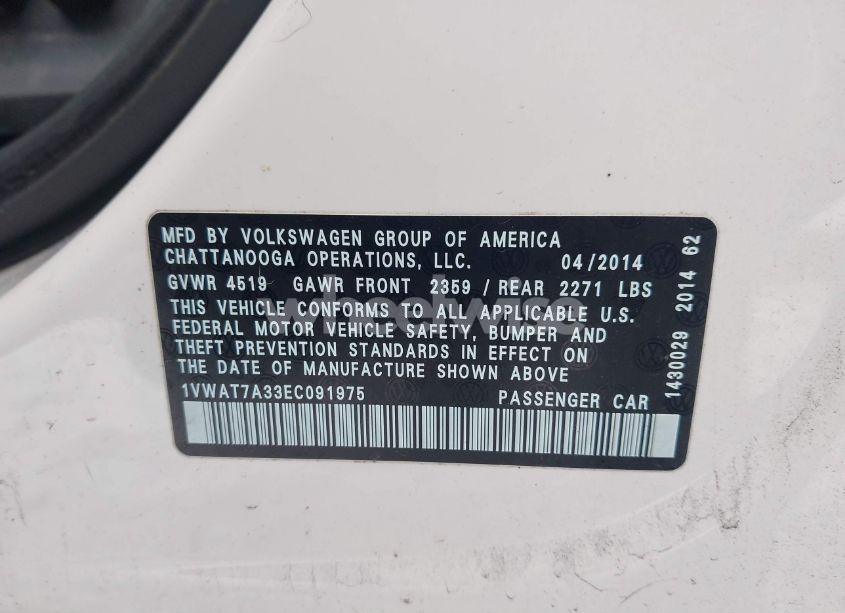 MFD BY VOLKSWAGEN GROUP OF AMERICA
CHATTANOOGA OPERATIONS, LLC. 04/2014
GVWR 4519 GAWR FRONT 2359 / REAR 2271 LBS
THIS VEHICLE CONFORMS TO ALL APPLICABLE U.S.
FEDERAL MOTOR VEHICLE SAFETY, BUMPER AND
THEFT PREVENTION STANDARDS IN EFFECT ON
THE DATE OF MANUFACTURE SHOWN ABOVE
1VWAT7A33EC091975 PASSENGER CAR
1430029 2014 62
wheelwise